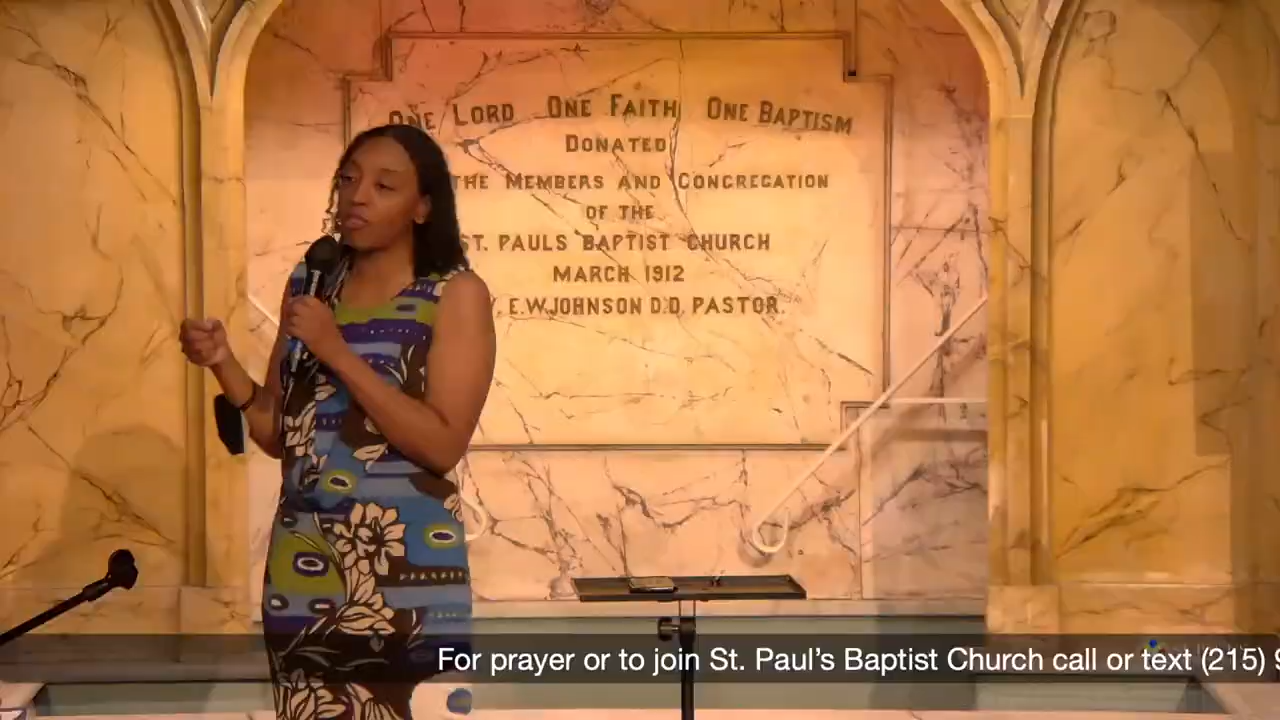 ONE LORD ONE FAITH ONE BAPTISM
DONATED
THE MEMBERS AND CONGREGATION
OF THE
ST. PAULS BAPTIST CHURCH
MARCH 1912
E.W.JOHNSON D.D. PASTOR.
For prayer or to join St. Paul's Baptist Church call or text (215)